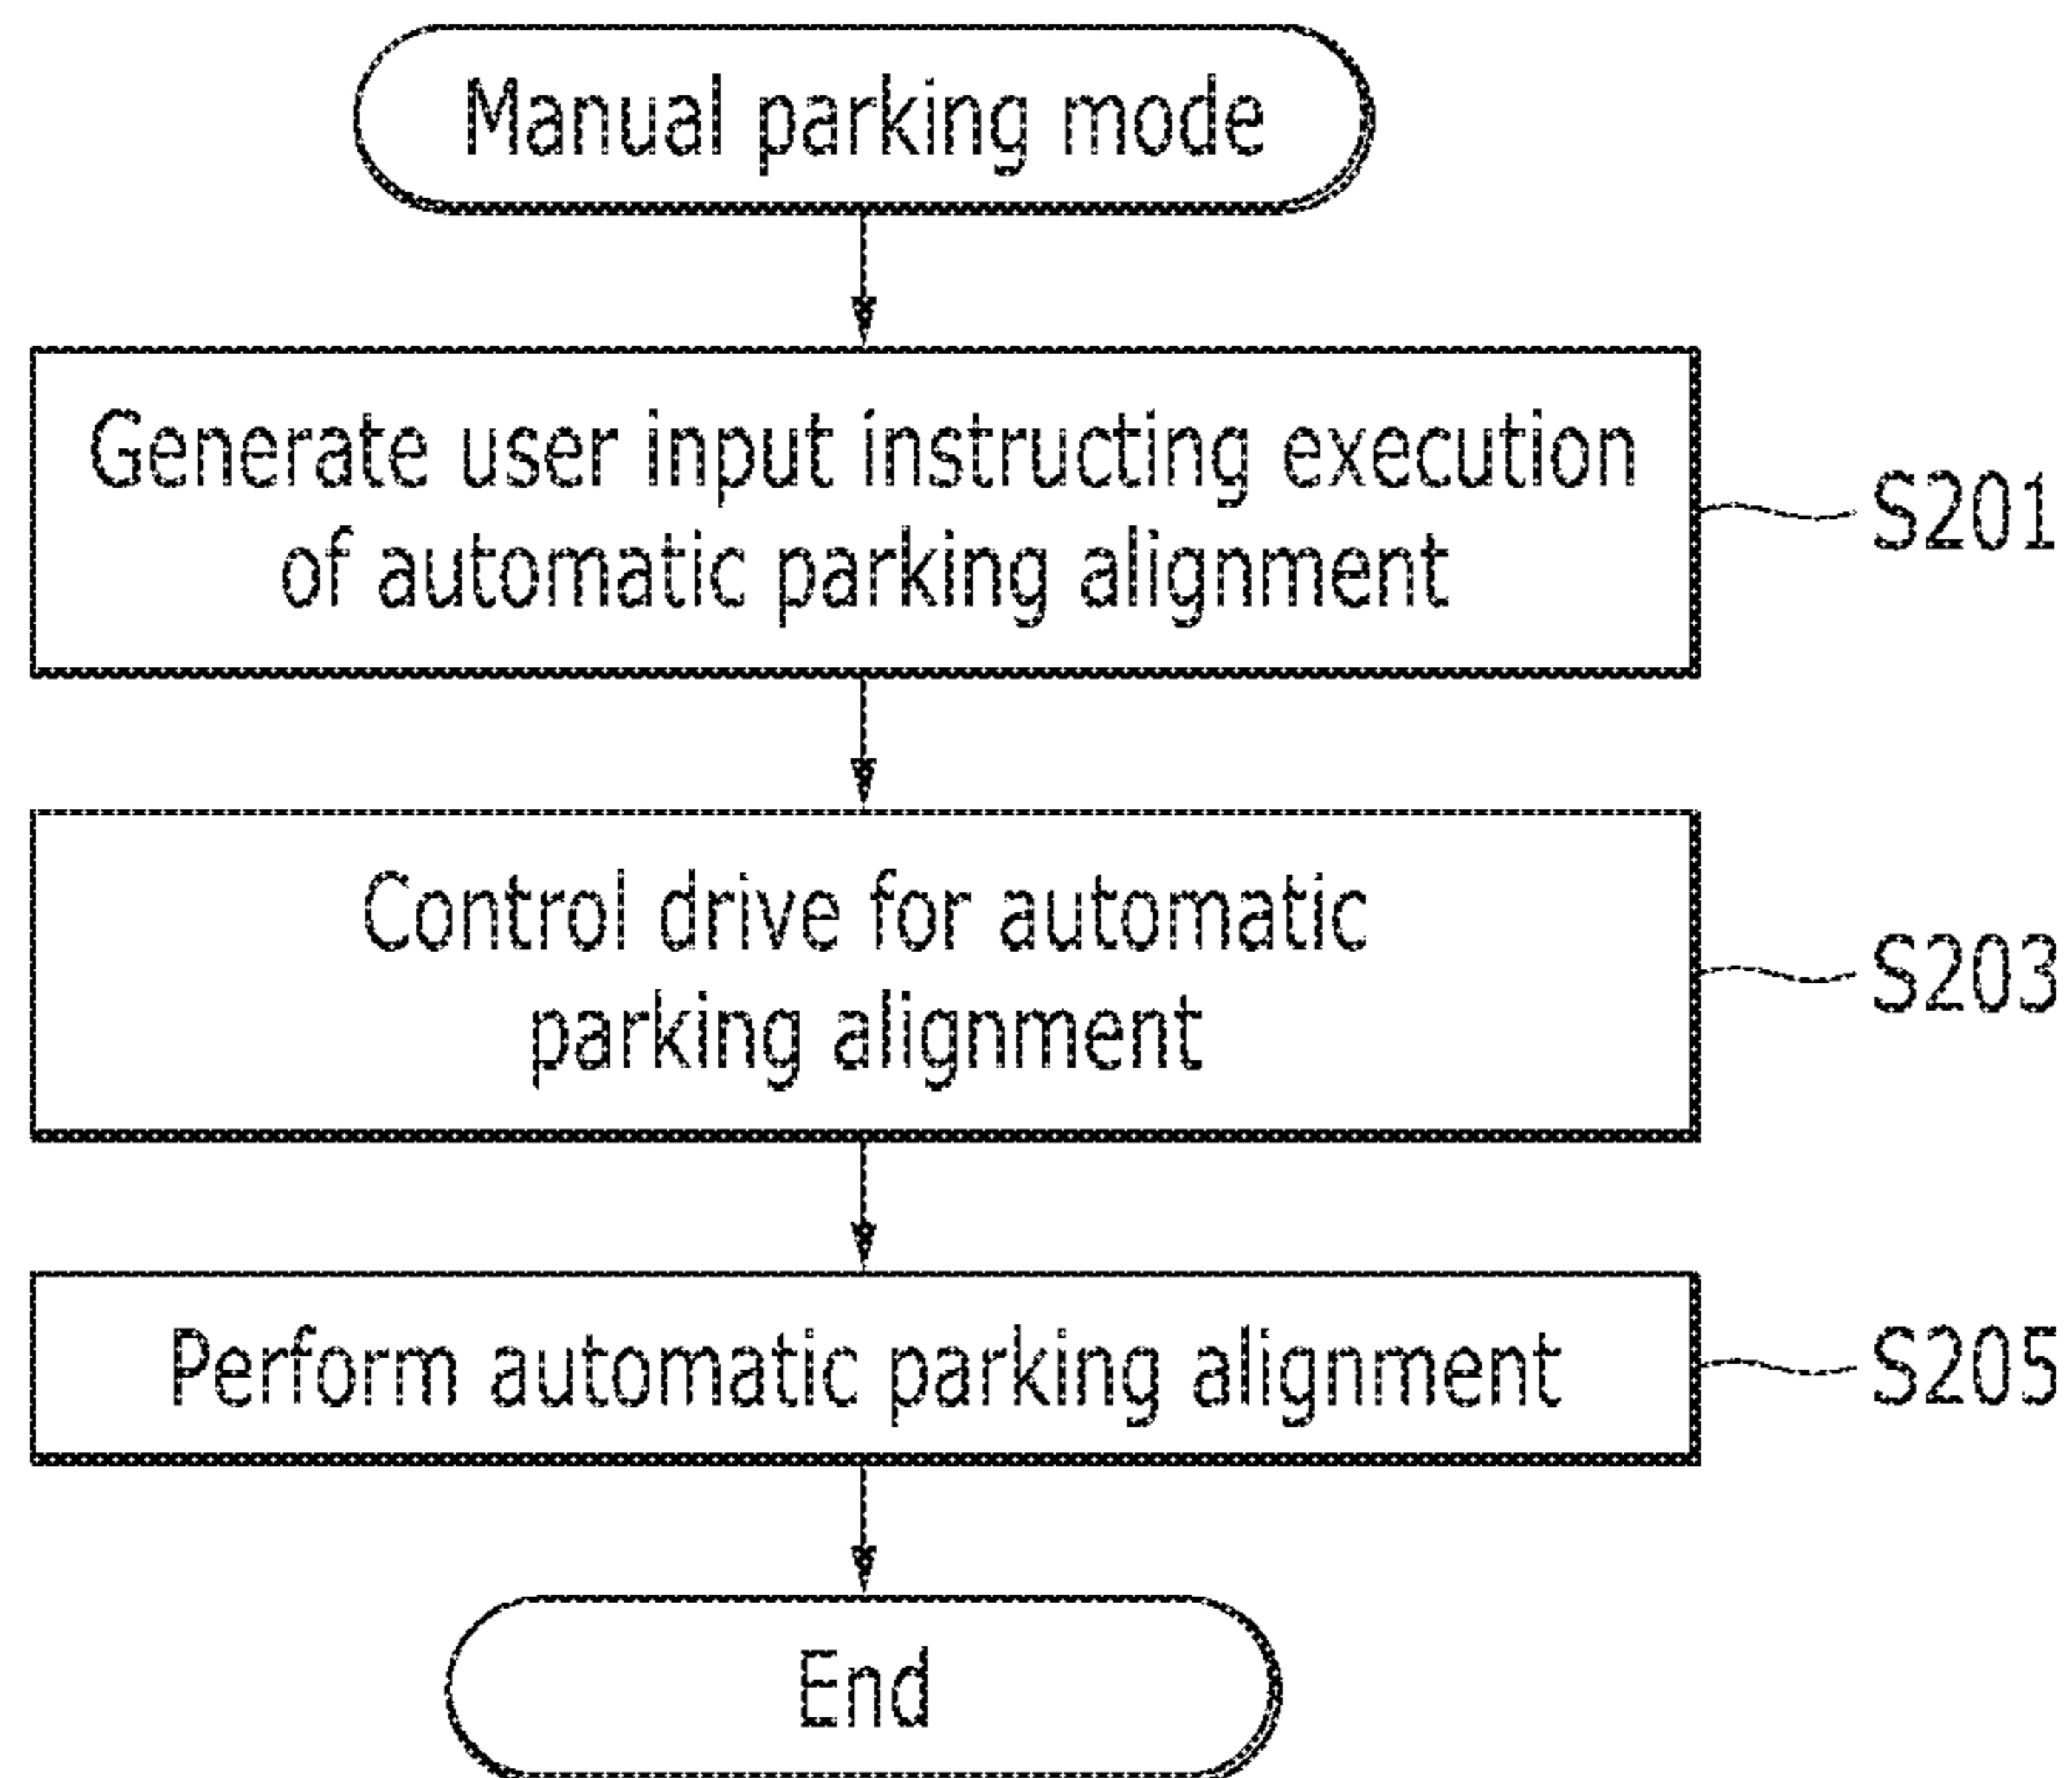 Manual parking mode
Generate user input instructing execution
of automatic parking alignment
S201
Control drive for automatic
parking alignment
S203
Perform automatic parking alignment
S205
End